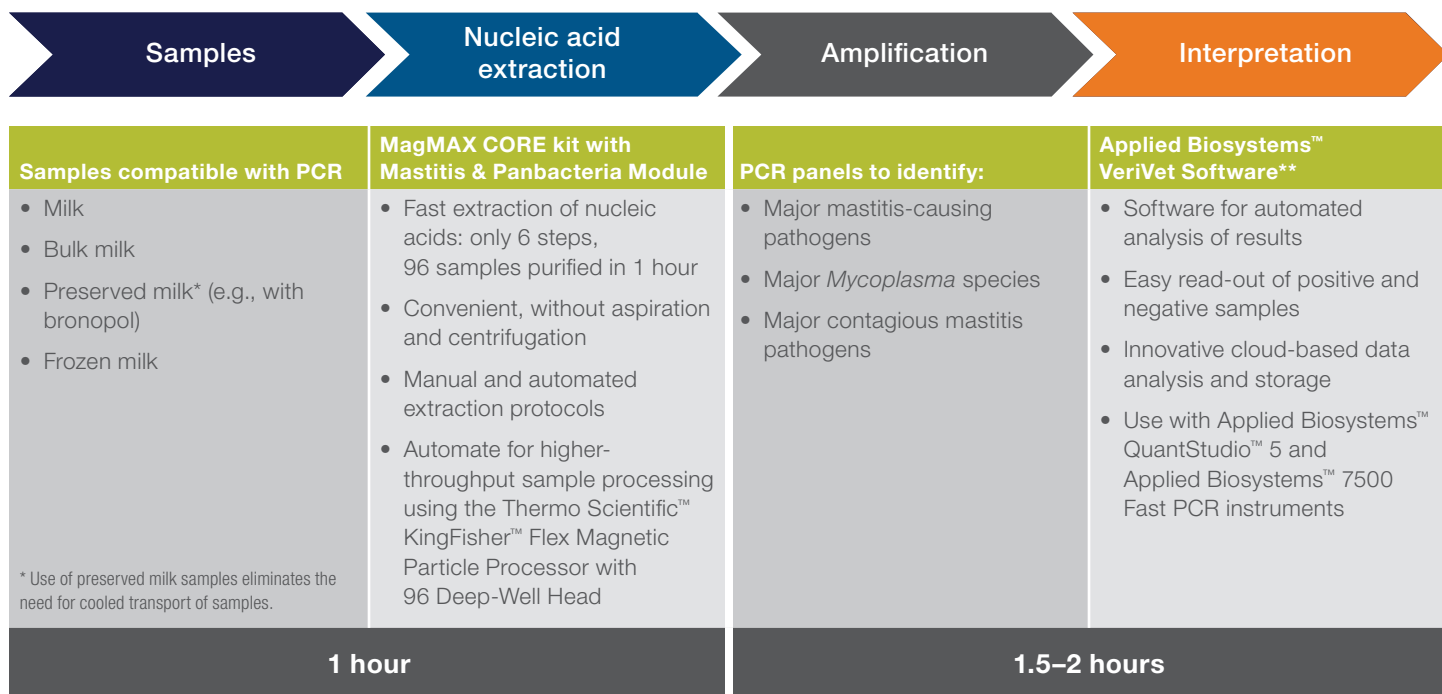 Samples
Nucleic acid
extraction
Amplification
Interpretation
Samples compatible with PCR
• Milk
• Bulk milk
• Preserved milk* (e.g., with
bronopol)
• Frozen milk
* Use of preserved milk samples eliminates the
need for cooled transport of samples.
MagMAX CORE kit with
Mastitis & Panbacteria Module
• Fast extraction of nucleic
acids: only 6 steps,
96 samples purified in 1 hour
• Convenient, without aspiration
and centrifugation
• Manual and automated
extraction protocols
• Automate for higher-
throughput sample processing
using the Thermo Scientific™
KingFisher™ Flex Magnetic
Particle Processor with
96 Deep-Well Head
PCR panels to identify:
• Major mastitis-causing
pathogens
• Major Mycoplasma species
• Major contagious mastitis
pathogens
Applied Biosystems™
VeriVet Software**
• Software for automated
analysis of results
• Easy read-out of positive and
negative samples
• Innovative cloud-based data
analysis and storage
• Use with Applied Biosystems™
QuantStudio™ 5 and
Applied Biosystems™ 7500
Fast PCR instruments
1 hour
1.5–2 hours